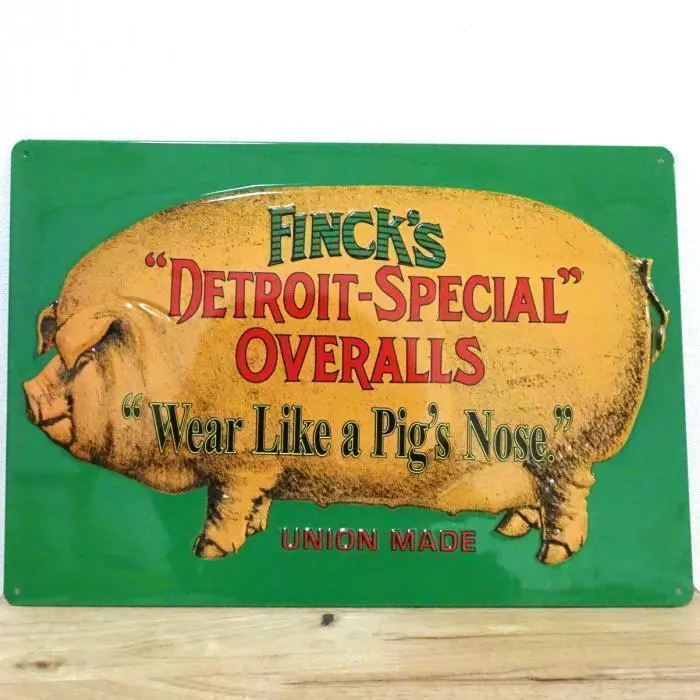 FINCK'S
"DETROIT-SPECIAL"
OVERALLS
"Wear Like a Pig's Nose."
UNION MADE